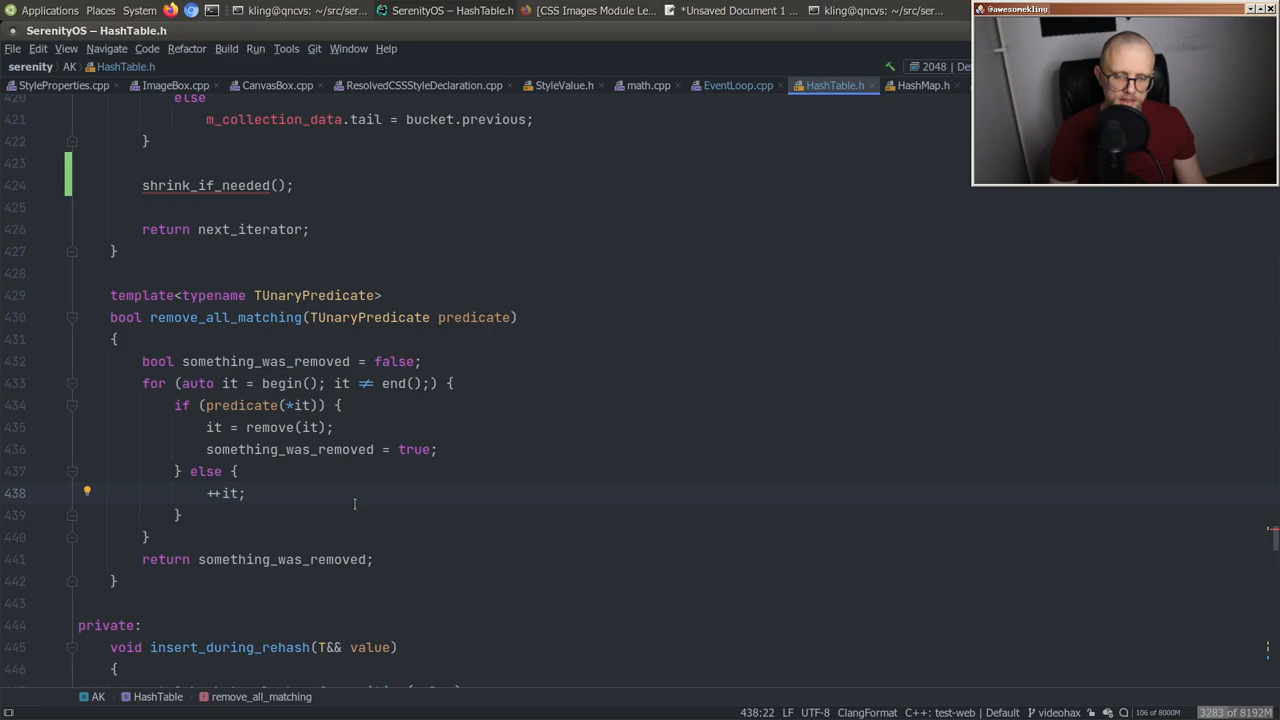 Applications Places System kling@qncvs: ~/src/ser… SerenityOS – HashTable.h [CSS Images Module Le… *Unsaved Document 1 … kling@qncvs: ~/src/ser…
@awesomekling
SerenityOS – HashTable.h
File Edit View Navigate Code Refactor Build Run Tools Git Window Help
serenity AK HashTable.h 2048 | De
StyleProperties.cpp ImageBox.cpp CanvasBox.cpp ResolvedCSSStyleDeclaration.cpp StyleValue.h math.cpp EventLoop.cpp HashTable.h HashMap.h
420 else
421 m_collection_data.tail = bucket.previous;
422 }
423
424 shrink_if_needed();
425
426 return next_iterator;
427 }
428
429 template<typename TUnaryPredicate>
430 bool remove_all_matching(TUnaryPredicate predicate)
431 {
432 bool something_was_removed = false;
433 for (auto it = begin(); it != end();) {
434 if (predicate(*it)) {
435 it = remove(it);
436 something_was_removed = true;
437 } else {
438 ++it;
439 }
440 }
441 return something_was_removed;
442 }
443
444 private:
445 void insert_during_rehash(T&& value)
446 {
AK HashTable remove_all_matching
438:22 LF UTF-8 ClangFormat C++: test-web | Default videohax 106 of 8000M 3283 of 8192M